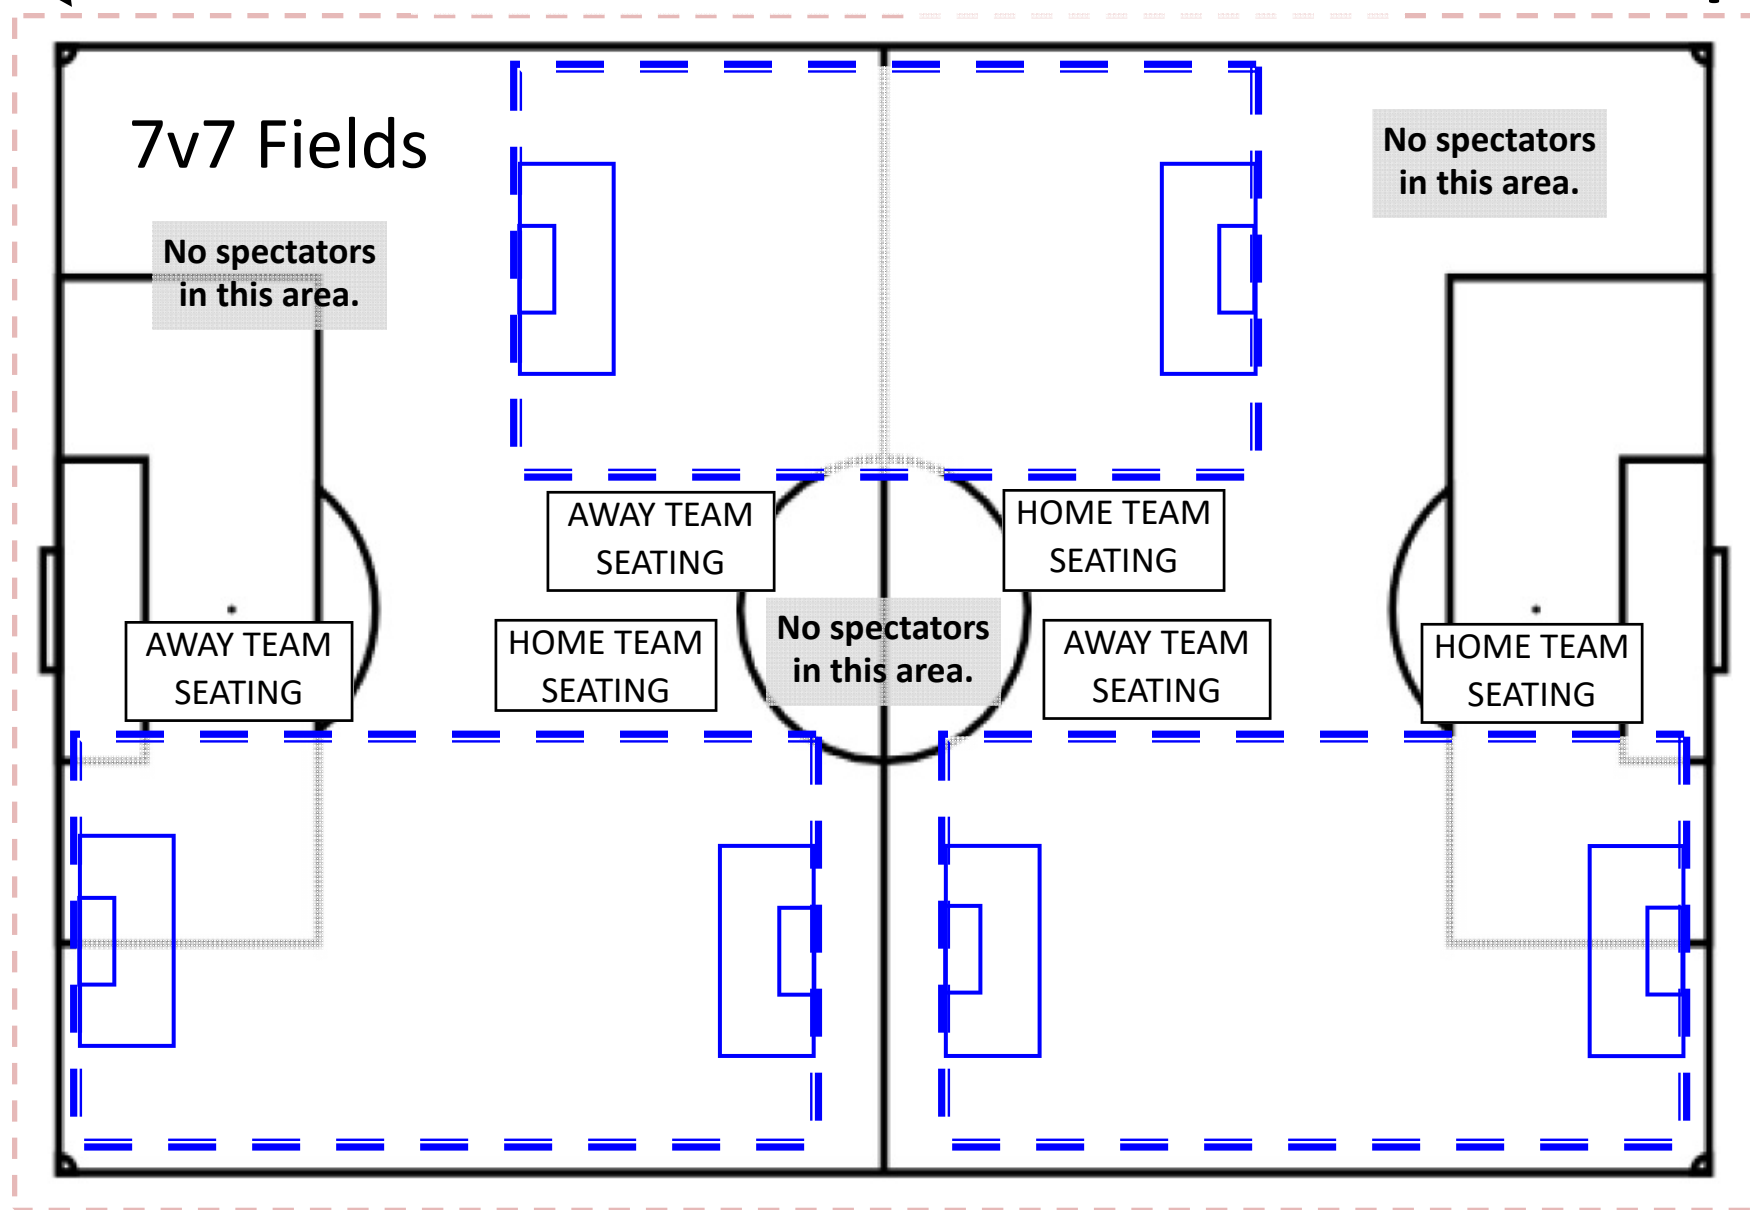 7v7 Fields
No spectators
in this area.
No spectators
in this area.
AWAY TEAM
SEATING
HOME TEAM
SEATING
AWAY TEAM
SEATING
HOME TEAM
SEATING
No spectators
in this area.
AWAY TEAM
SEATING
HOME TEAM
SEATING